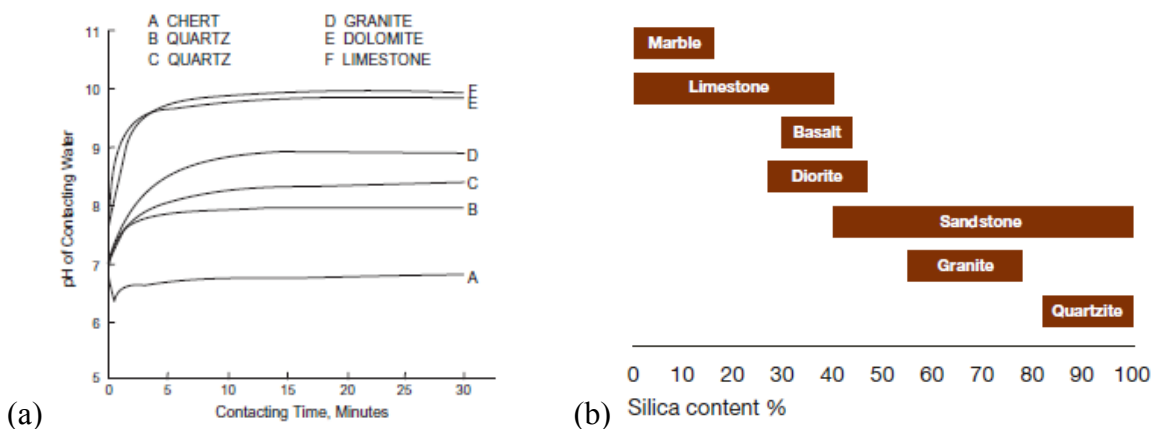 A CHERT D GRANITE
B QUARTZ E DOLOMITE
C QUARTZ F LIMESTONE
11
10
9
8
7
6
5
pH of Contacting Water
F
E
D
C
B
A
0 5 10 15 20 25 30
Contacting Time, Minutes
(a)
Marble
Limestone
Basalt
Diorite
Sandstone
Granite
Quartzite
0 10 20 30 40 50 60 70 80 90 100
(b) Silica content %